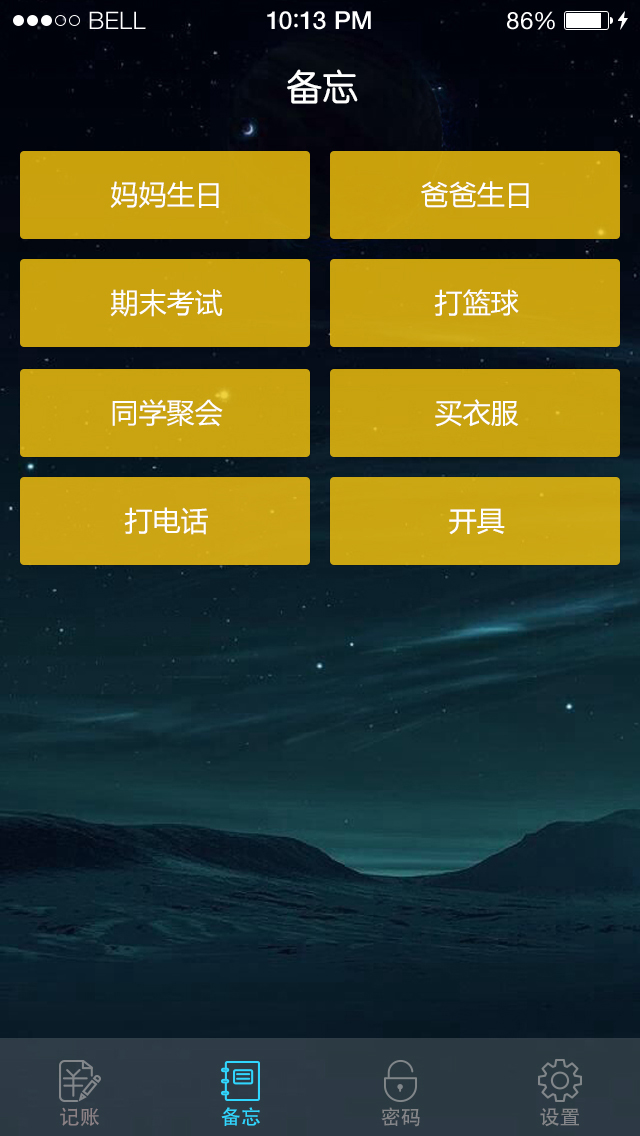 BELL 10:13 PM 86%
备忘
妈妈生日 爸爸生日
期末考试 打篮球
同学聚会 买衣服
打电话 开具
记账 备忘 密码 设置